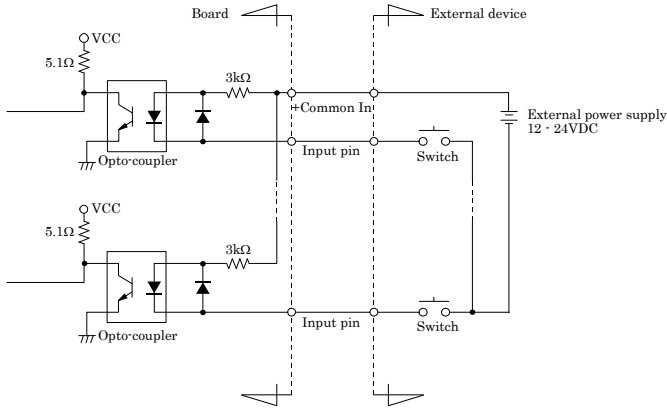 Board
External device
VCC
5.1Ω
3kΩ
+Common In
External power supply
12 - 24VDC
Opto-coupler
Input pin
Switch
VCC
5.1Ω
3kΩ
Opto-coupler
Input pin
Switch